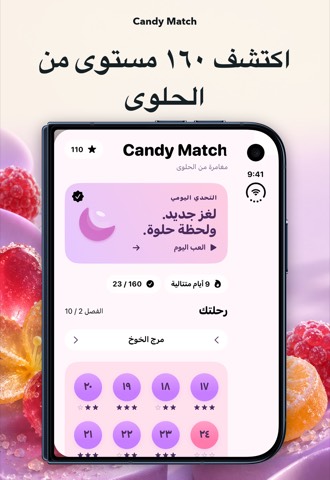 Candy Match
اكتشف ١٦٠ مستوى من
الحلوى
110 ★
Candy Match
مغامرة من الحلوى
9:41
التحدي اليومي
لغز جديد.
ولحظة حلوة.
العب اليوم
9 أيام متتالية
23 / 160
رحلتك
الفصل 2 / 10
مرج الخوخ
١٧ ١٨ ١٩ ٢٠
٢٤ ٢٣ ٢٢ ٢١